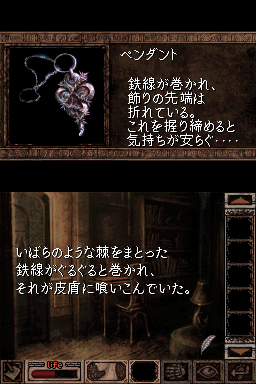 ペンダント
鉄線が巻かれ、
飾りの先端は
折れている。
これを握り締めると
気持ちが安らぐ････
いばらのような棘をまとった
鉄線がぐるぐると巻かれ、
それが皮膚に喰いこんでいた。
life